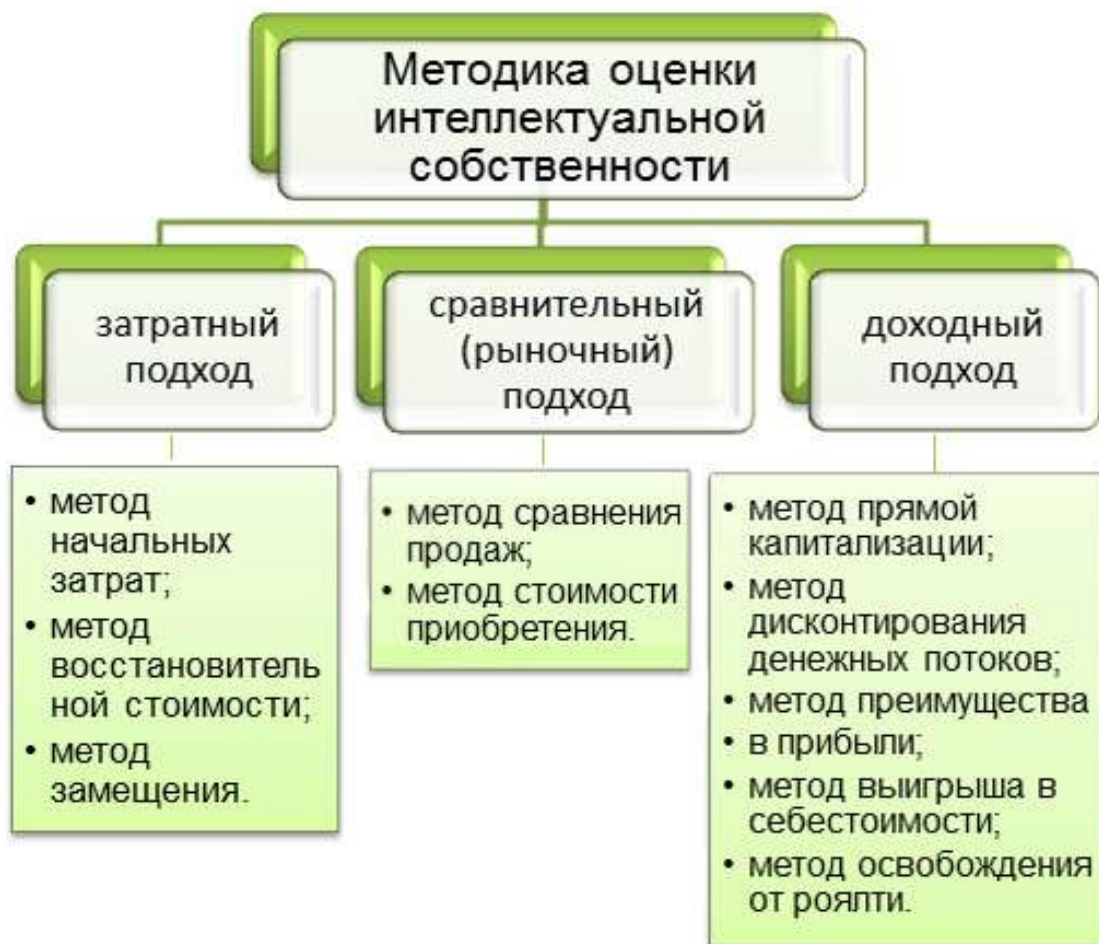 Методика оценки
интеллектуальной
собственности
затратный
подход
сравнительный
(рыночный)
подход
доходный
подход
• метод
начальных
затрат;
• метод
восстановитель
ной стоимости;
• метод
замещения.
• метод сравнения
продаж;
• метод стоимости
приобретения.
• метод прямой
капитализации;
• метод
дисконтирования
денежных потоков;
• метод преимущества
• в прибыли;
• метод выигрыша в
себестоимости;
• метод освобождения
от роялти.